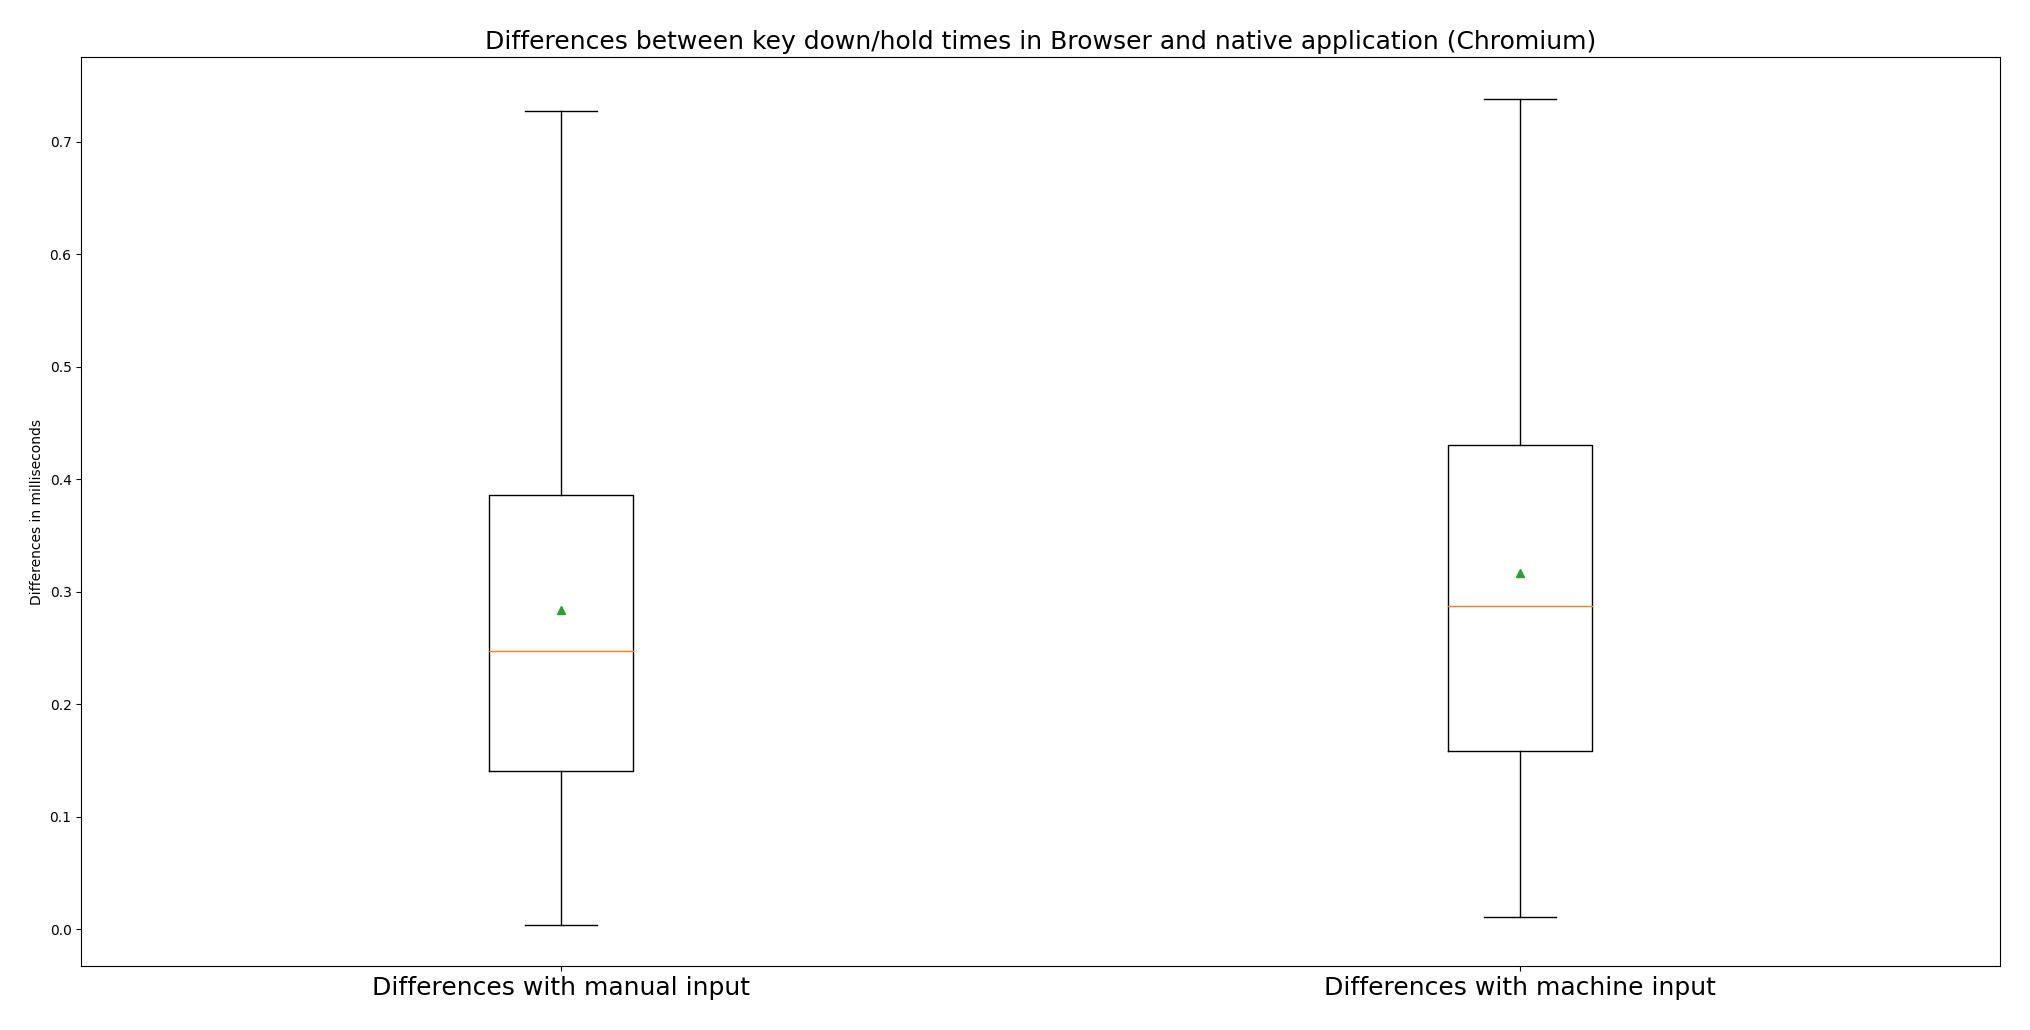 Differences between key down/hold times in Browser and native application (Chromium)
Differences in milliseconds
0.7
0.6
0.5
0.4
0.3
0.2
0.1
0.0
Differences with manual input
Differences with machine input